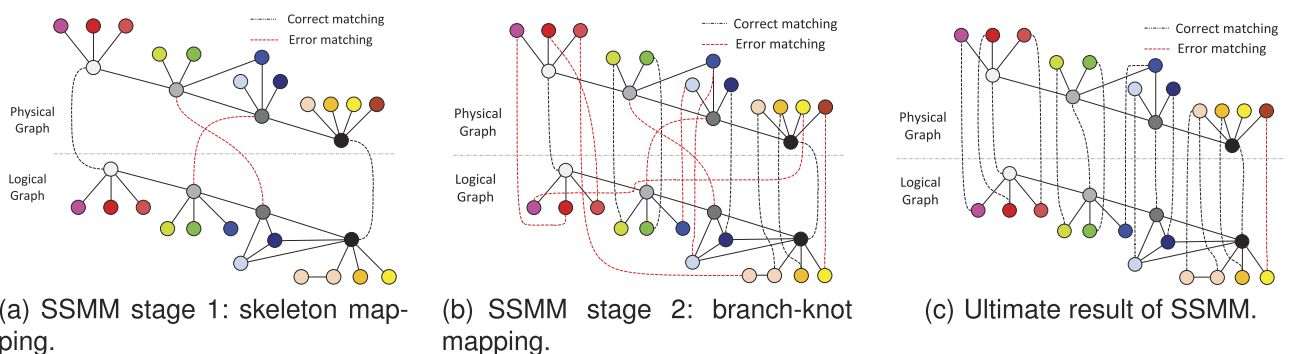 Correct matching
Error matching
Physical
Graph
Logical
Graph
(a) SSMM stage 1: skeleton map-
ping.
Correct matching
Error matching
Physical
Graph
Logical
Graph
(b) SSMM stage 2: branch-knot
mapping.
Correct matching
Error matching
Physical
Graph
Logical
Graph
(c) Ultimate result of SSMM.